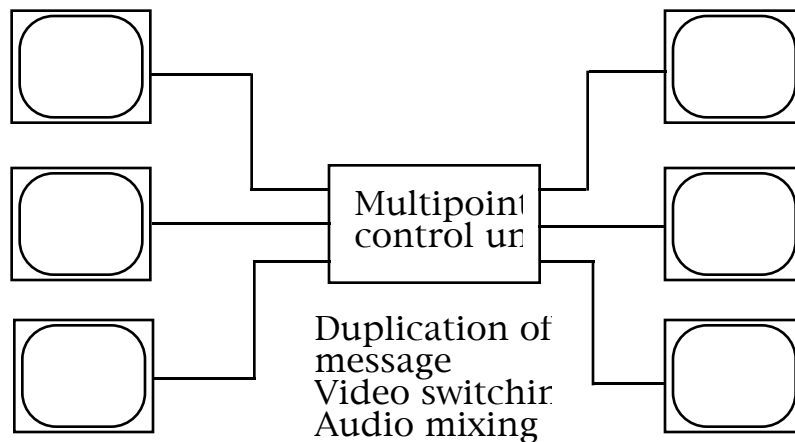 Multipoint
control un
Duplication of
message
Video switchin
Audio mixing